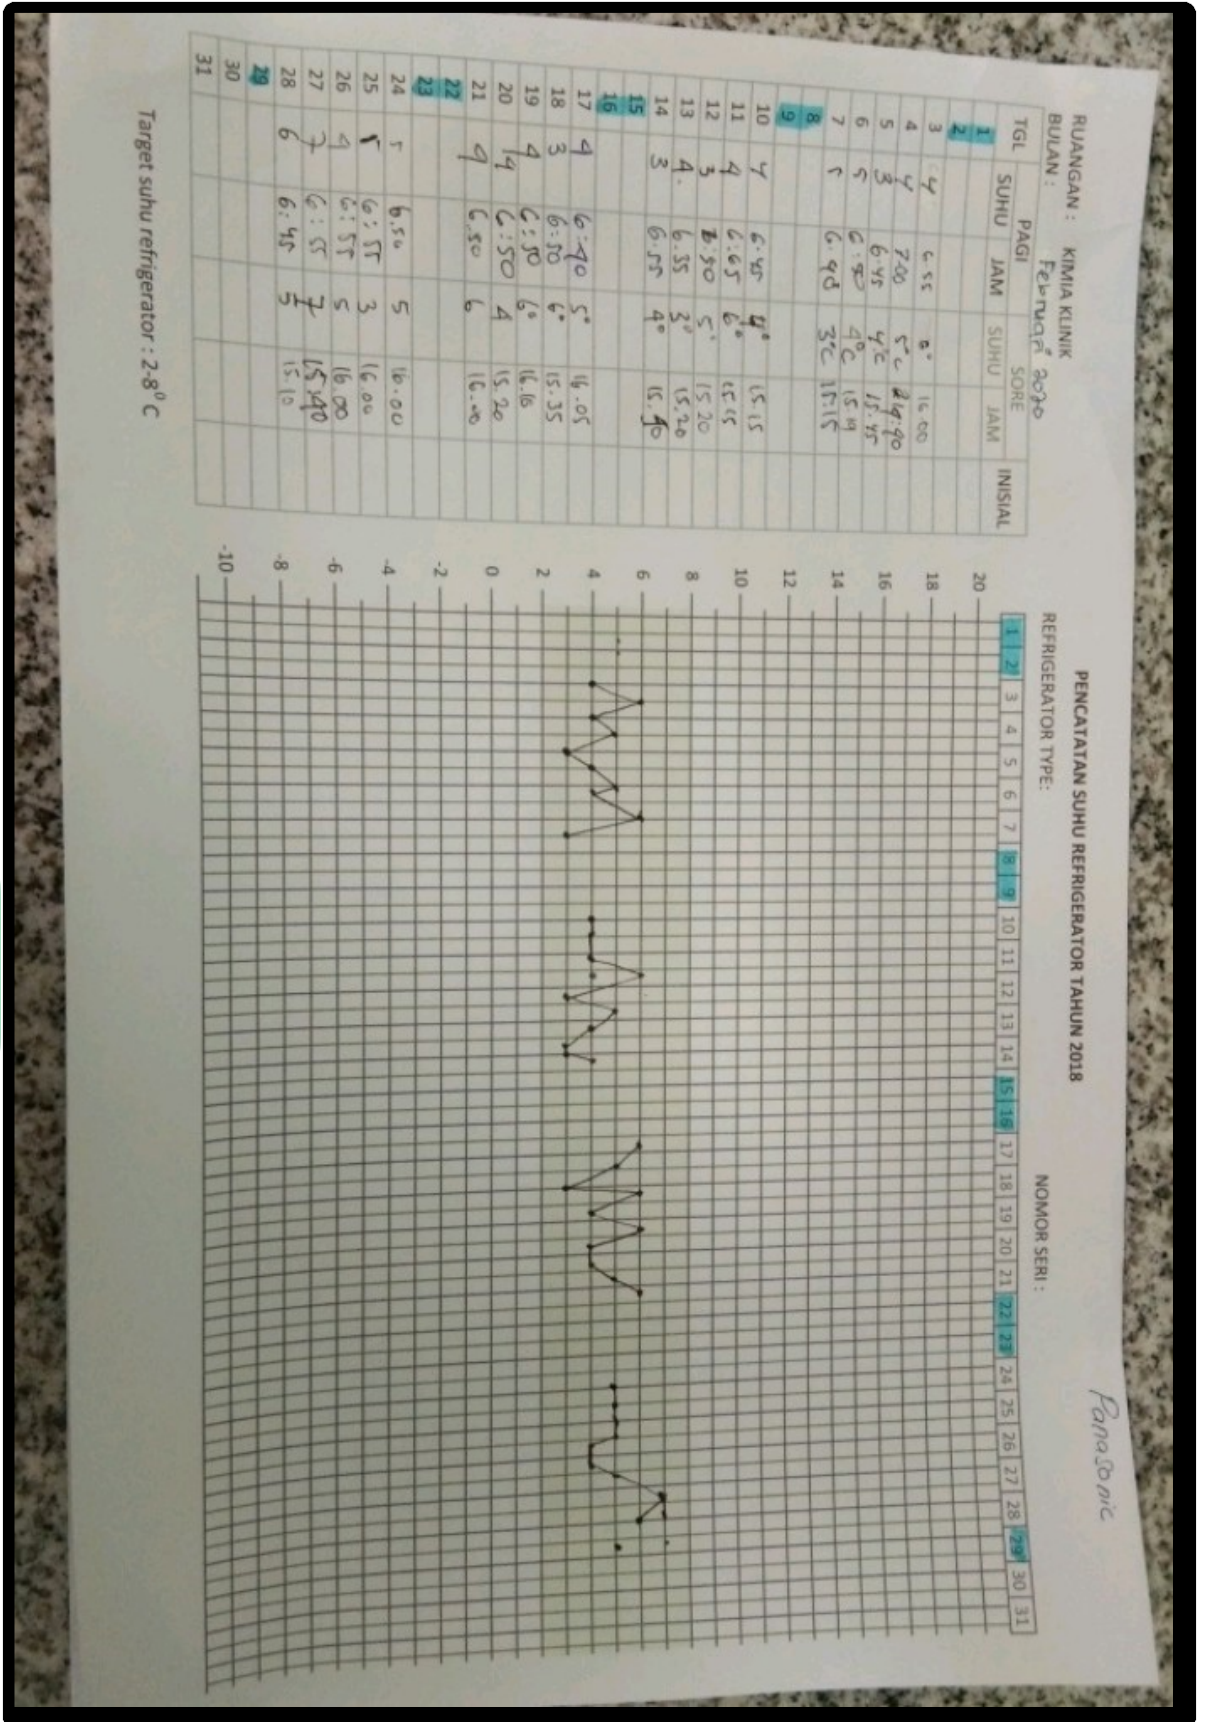 Panasonic
PENCATATAN SUHU REFRIGERATOR TAHUN 2018
RUANGAN : KIMIA KLINIK
BULAN : Februari 2020
REFRIGERATOR TYPE:
NOMOR SERI :
TGL PAGI SORE INISIAL
SUHU JAM SUHU JAM
1
2
3 4 6.55 16.00
4 4 7.00 5°C
5 3 6.45 4°C 15.45
6 5 4°C 15.19
7 5 3°C 15.15
8
9
10 4 6.45 4° 15.15
11 4 6.65 6° 15.15
12 3 5° 15.20
13 4. 6.35 3° 15.20
14 3 6.55 4° 15.40
15
16
17 4 6:40 5° 16.05
18 3 6:50 6° 15.35
19 4 6:50 6° 16.10
20 4 6:50 4 15.20
21 4 6.50 6 16.00
22
23
24 5 6.50 5 16.00
25 5 6:55 3 16.00
26 4 6:55 5 16.00
27 7 6:55 7 15.40
28 6 6:45 5 15.10
29
30
31
1 2 3 4 5 6 7 8 9 10 11 12 13 14 15 16 17 18 19 20 21 22 23 24 25 26 27 28 29 30 31
20
18
16
14
12
10
8
6
4
2
0
-2
-4
-6
-8
-10
Target suhu refrigerator : 2-8⁰ C